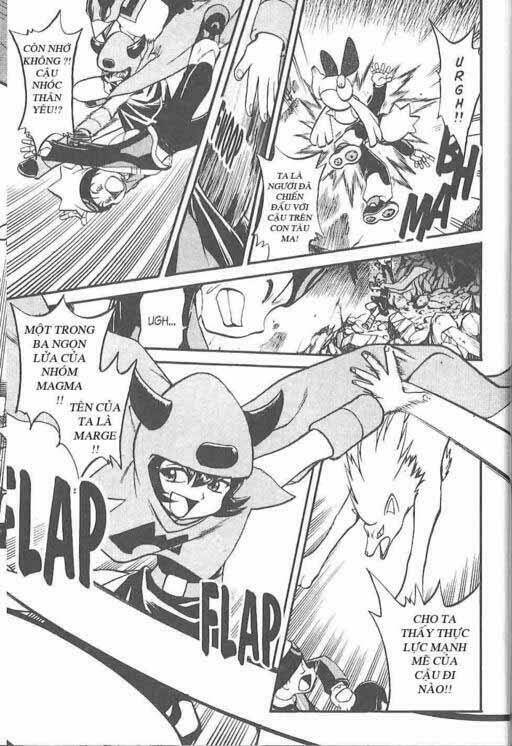 URGH!!
BH
MA
TA LÀ
NGƯỜI ĐÃ
CHIẾN
ĐẤU VỚI
CẬU TRÊN
CON TÀU
MA!
CÒN NHỚ
KHÔNG ?!
CẬU
NHÓC
THÂN
YÊU!?
UGH...
MỘT TRONG
BA NGỌN
LỬA CỦA
NHÓM
MAGMA
!!
TÊN CỦA
TA LÀ
MARGE
!!
FLAP
FLAP
CHO TA
THẤY THỰC
LỰC MẠNH
MẼ CỦA
CẬU ĐI
NÀO!!